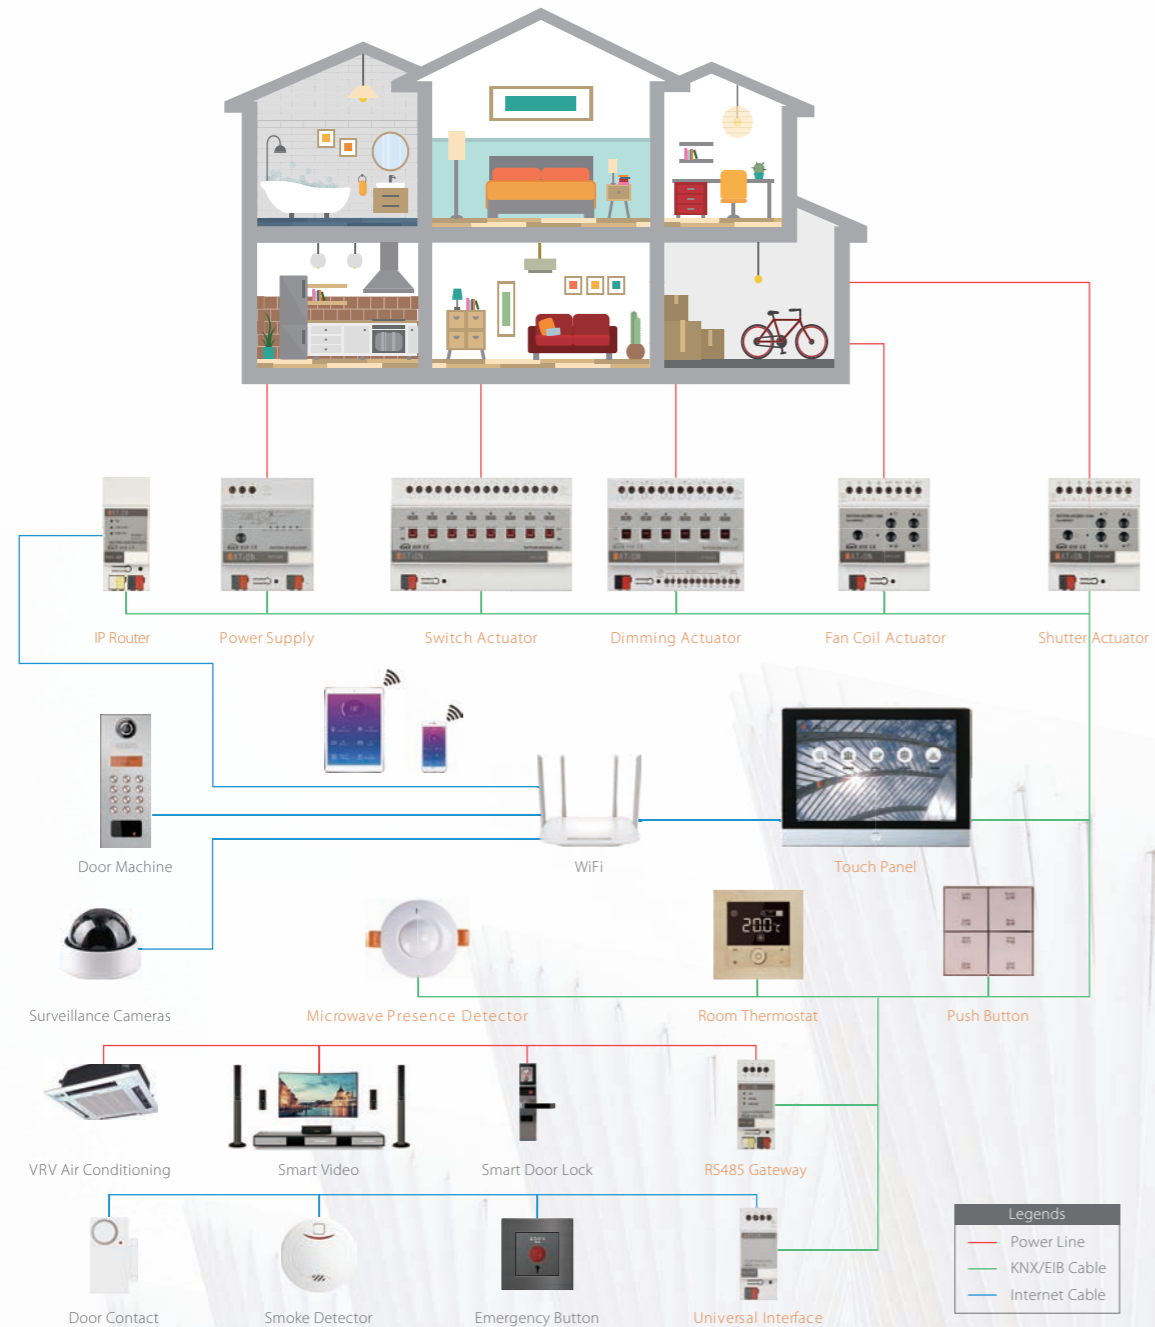 IP Router
Power Supply
Switch Actuator
Dimming Actuator
Fan Coil Actuator
Shutter Actuator
Door Machine
WiFi
Touch Panel
20.0°C
Surveillance Cameras
Microwave Presence Detector
Room Thermostat
Push Button
VRV Air Conditioning
Smart Video
Smart Door Lock
RS485 Gateway
Door Contact
Smoke Detector
Emergency Button
Universal Interface
Legends
Power Line
KNX/EIB Cable
Internet Cable